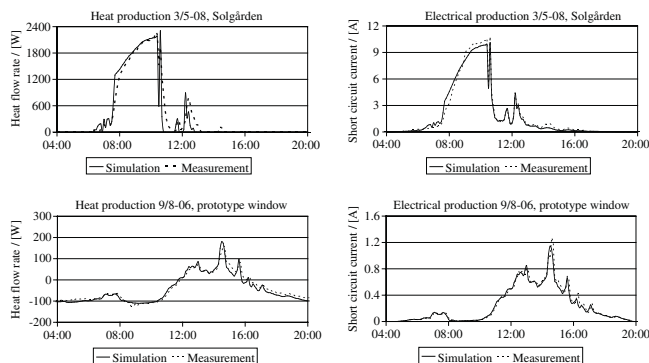 Heat production 3/5-08, Solgården
Heat flow rate / [W]
2400
1800
1200
600
0
04:00 08:00 12:00 16:00 20:00
Simulation Measurement
Electrical production 3/5-08, Solgården
Short circuit current / [A]
12
9
6
3
0
04:00 08:00 12:00 16:00 20:00
Simulation Measurement
Heat production 9/8-06, prototype window
Heat flow rate / [W]
300
200
100
0
-100
-200
04:00 08:00 12:00 16:00 20:00
Simulation Measurement
Electrical production 9/8-06, prototype window
Short circuit current / [A]
1.6
1.2
0.8
0.4
0
04:00 08:00 12:00 16:00 20:00
Simulation Measurement